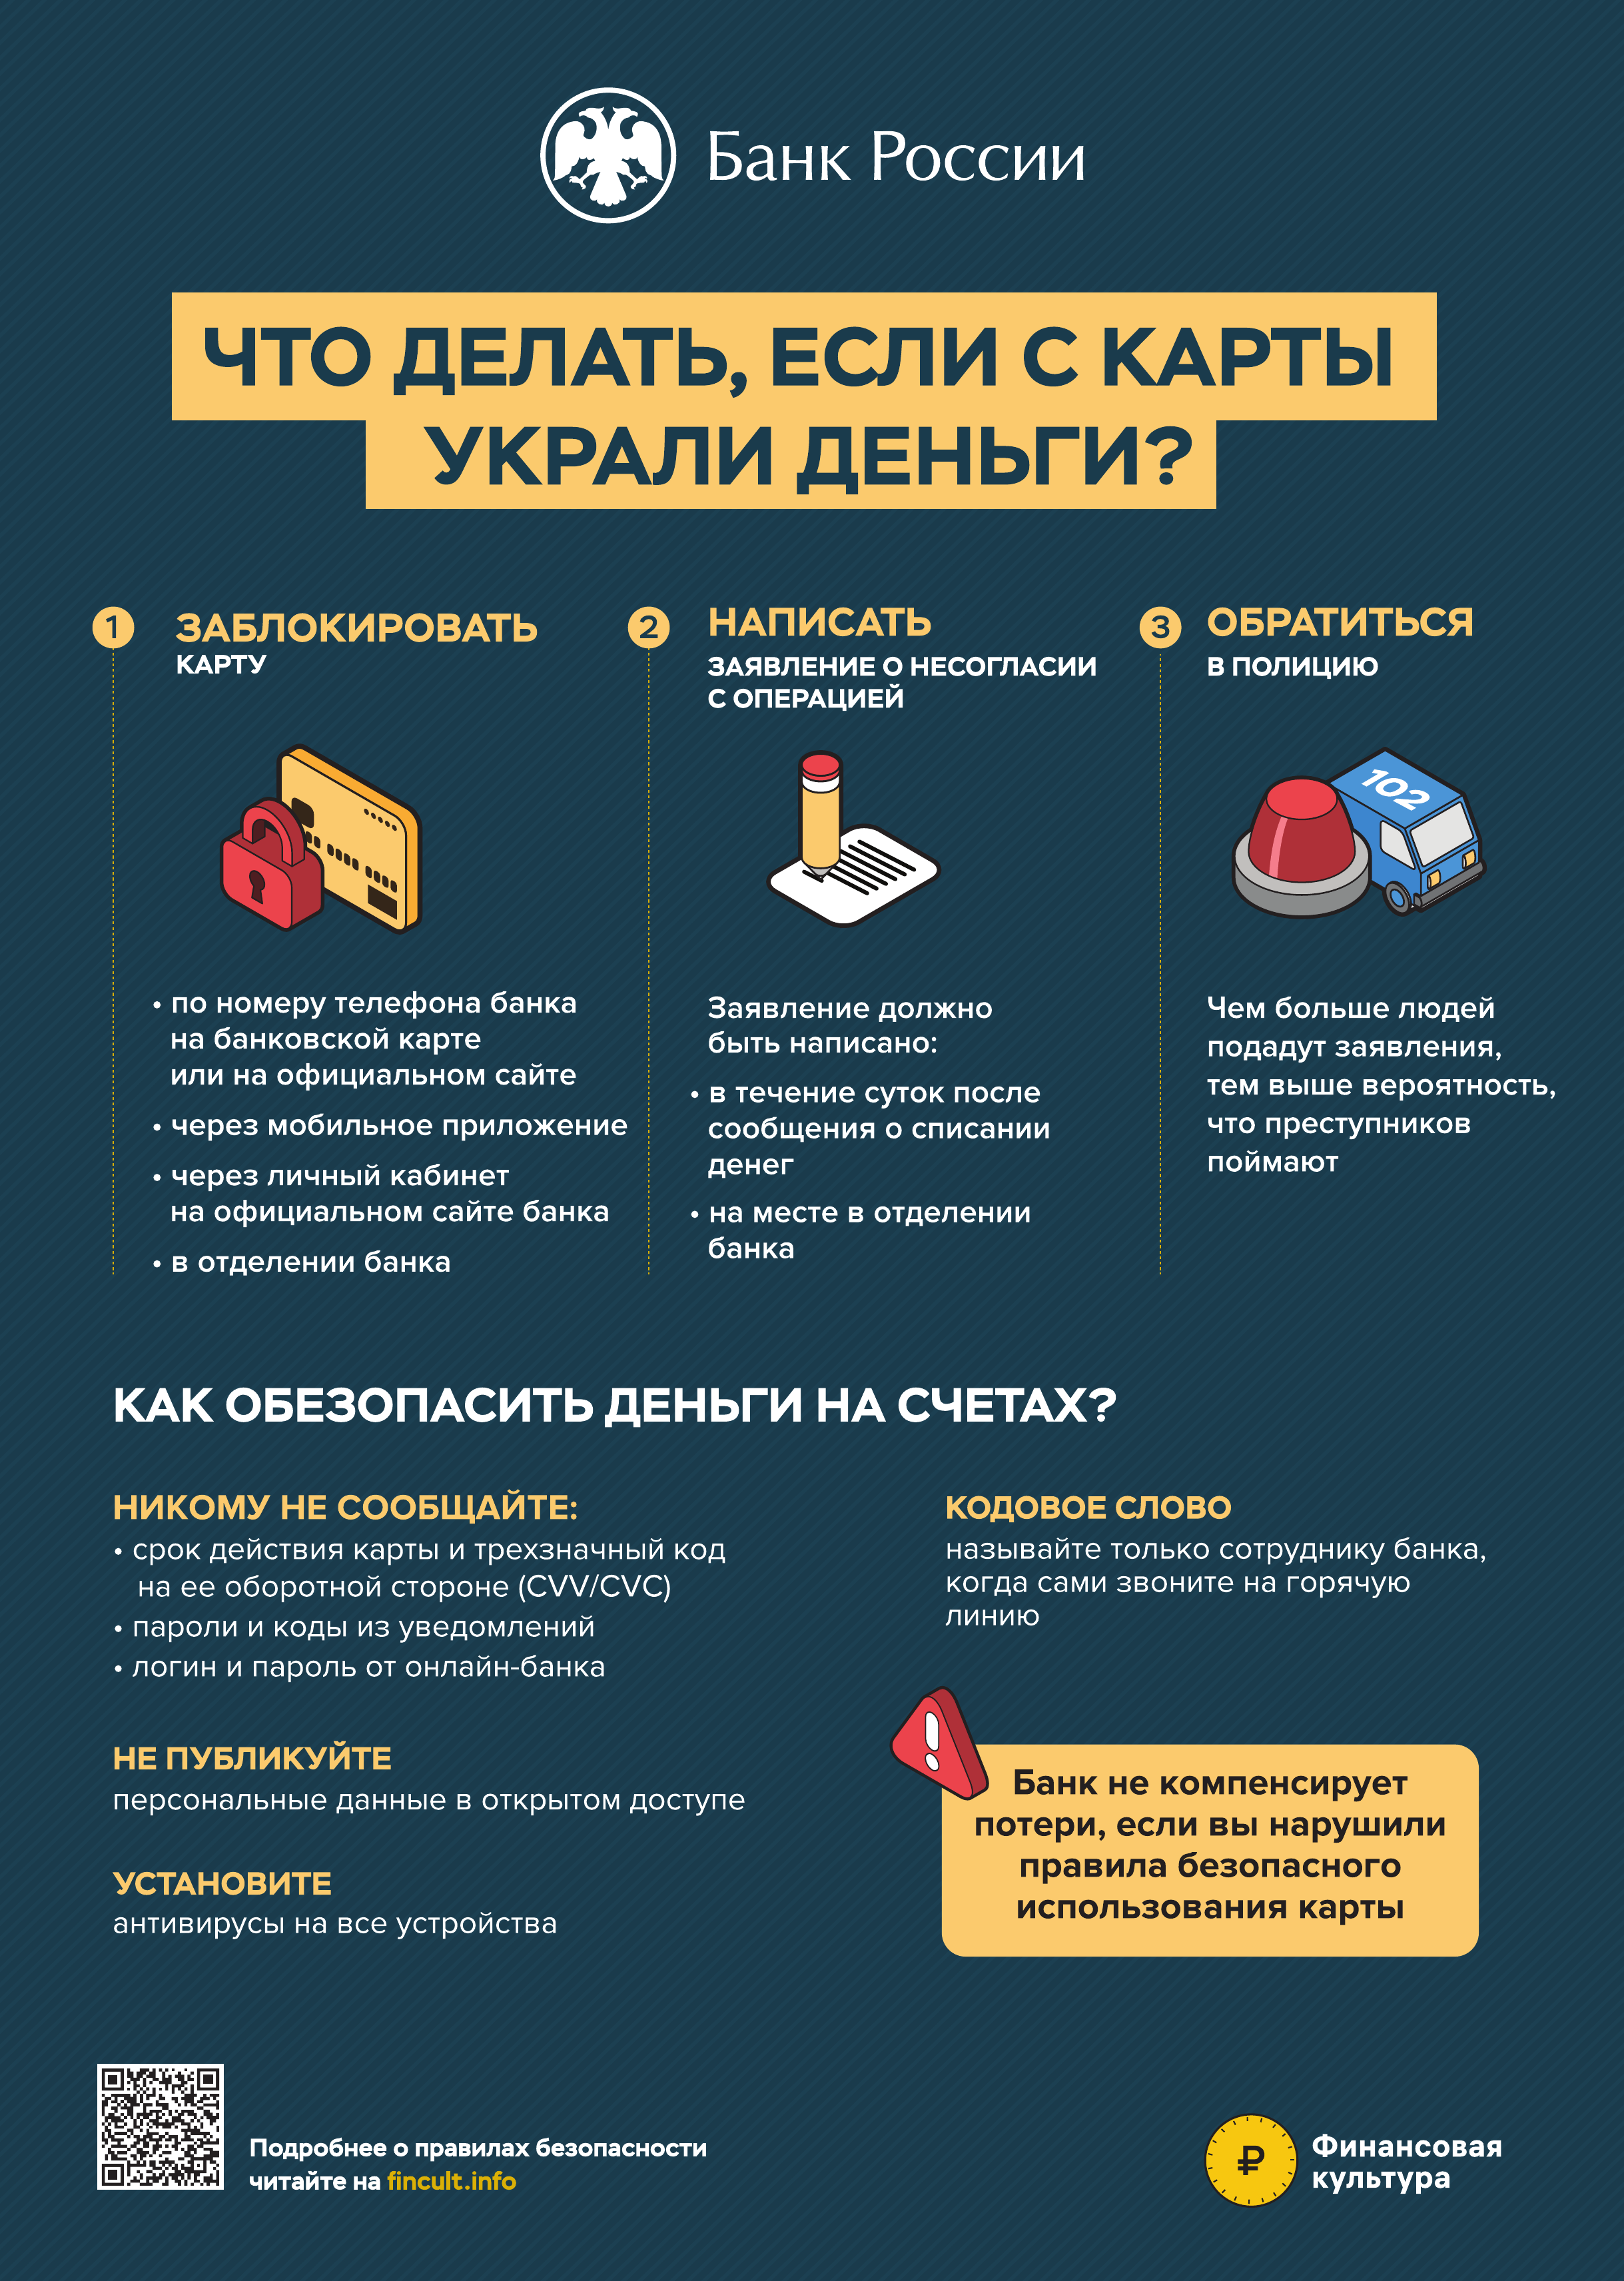 Банк России
ЧТО ДЕЛАТЬ, ЕСЛИ С КАРТЫ
УКРАЛИ ДЕНЬГИ?
1
ЗАБЛОКИРОВАТЬ
КАРТУ
• по номеру телефона банка
на банковской карте
или на официальном сайте
• через мобильное приложение
• через личный кабинет
на официальном сайте банка
• в отделении банка
2
НАПИСАТЬ
ЗАЯВЛЕНИЕ О НЕСОГЛАСИИ
С ОПЕРАЦИЕЙ
Заявление должно
быть написано:
• в течение суток после
сообщения о списании
денег
• на месте в отделении
банка
3
ОБРАТИТЬСЯ
В ПОЛИЦИЮ
102
Чем больше людей
подадут заявления,
тем выше вероятность,
что преступников
поймают
КАК ОБЕЗОПАСИТЬ ДЕНЬГИ НА СЧЕТАХ?
НИКОМУ НЕ СООБЩАЙТЕ:
• срок действия карты и трехзначный код
на ее оборотной стороне (CVV/CVC)
• пароли и коды из уведомлений
• логин и пароль от онлайн-банка
НЕ ПУБЛИКУЙТЕ
персональные данные в открытом доступе
УСТАНОВИТЕ
антивирусы на все устройства
КОДОВОЕ СЛОВО
называйте только сотруднику банка,
когда сами звоните на горячую
линию
Банк не компенсирует
потери, если вы нарушили
правила безопасного
использования карты
Подробнее о правилах безопасности
читайте на fincult.info
₽
Финансовая
культура